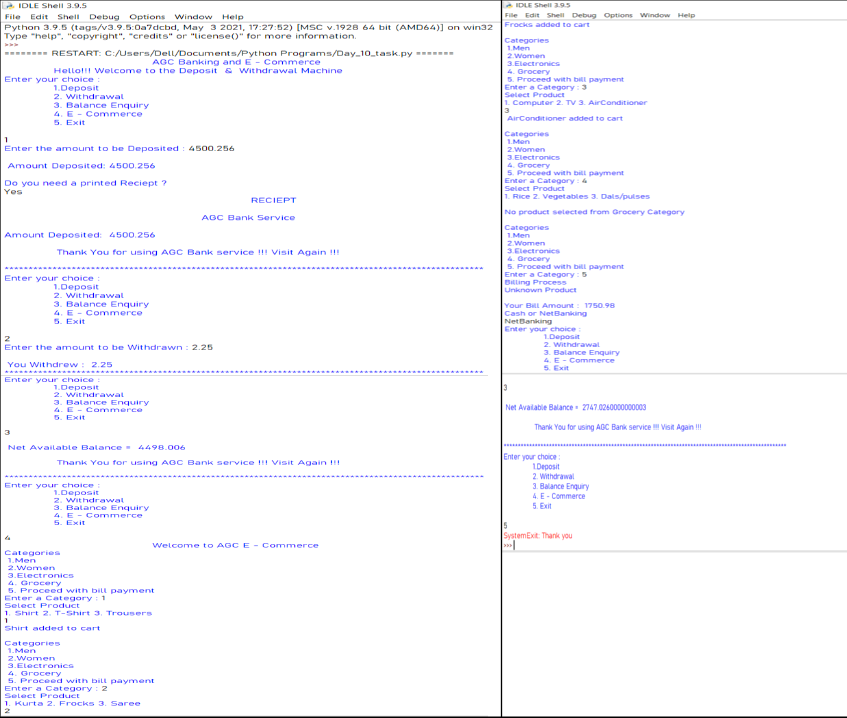 IDLE Shell 3.9.5
File Edit Shell Debug Options Window Help
Python 3.9.5 (tags/v3.9.5:0a7dcbd, May 3 2021, 17:27:52) [MSC v.1928 64 bit (AMD64)] on win32
Type "help", "copyright", "credits" or "license()" for more information.
>>>
======== RESTART: C:/Users/Dell/Documents/Python Programs/Day_10_task.py =======
AGC Banking and E - Commerce
Hello!!! Welcome to the Deposit & Withdrawal Machine
Enter your choice :
1.Deposit
2. Withdrawal
3. Balance Enquiry
4. E - Commerce
5. Exit
1
Enter the amount to be Deposited : 4500.256
Amount Deposited: 4500.256
Do you need a printed Reciept ?
Yes
RECIEPT
AGC Bank Service
Amount Deposited: 4500.256
Thank You for using AGC Bank service !!! Visit Again !!!
****************************************************************************************************
Enter your choice :
1.Deposit
2. Withdrawal
3. Balance Enquiry
4. E - Commerce
5. Exit
2
Enter the amount to be Withdrawn : 2.25
You Withdrew : 2.25
****************************************************************************************************
Enter your choice :
1.Deposit
2. Withdrawal
3. Balance Enquiry
4. E - Commerce
5. Exit
3
Net Available Balance = 4498.006
Thank You for using AGC Bank service !!! Visit Again !!!
****************************************************************************************************
Enter your choice :
1.Deposit
2. Withdrawal
3. Balance Enquiry
4. E - Commerce
5. Exit
4
Welcome to AGC E - Commerce
Categories
1.Men
2.Women
3.Electronics
4. Grocery
5. Proceed with bill payment
Enter a Category : 1
Select Product
1. Shirt 2. T-Shirt 3. Trousers
1
Shirt added to cart
Categories
1.Men
2.Women
3.Electronics
4. Grocery
5. Proceed with bill payment
Enter a Category : 2
Select Product
1. Kurta 2. Frocks 3. Saree
2
IDLE Shell 3.9.5
File Edit Shell Debug Options Window Help
Frocks added to cart
Categories
1.Men
2.Women
3.Electronics
4. Grocery
5. Proceed with bill payment
Enter a Category : 3
Select Product
1. Computer 2. TV 3. AirConditioner
3
AirConditioner added to cart
Categories
1.Men
2.Women
3.Electronics
4. Grocery
5. Proceed with bill payment
Enter a Category : 4
Select Product
1. Rice 2. Vegetables 3. Dals/pulses
No product selected from Grocery Category
Categories
1.Men
2.Women
3.Electronics
4. Grocery
5. Proceed with bill payment
Enter a Category : 5
Billing Process
Unknown Product
Your Bill Amount : 1750.98
Cash or NetBanking
NetBanking
Enter your choice :
1.Deposit
2. Withdrawal
3. Balance Enquiry
4. E - Commerce
5. Exit
3
Net Available Balance = 2747.0260000000003
Thank You for using AGC Bank service !!! Visit Again !!!
****************************************************************************************************
Enter your choice :
1.Deposit
2. Withdrawal
3. Balance Enquiry
4. E - Commerce
5. Exit
5
SystemExit: Thank you
>>>